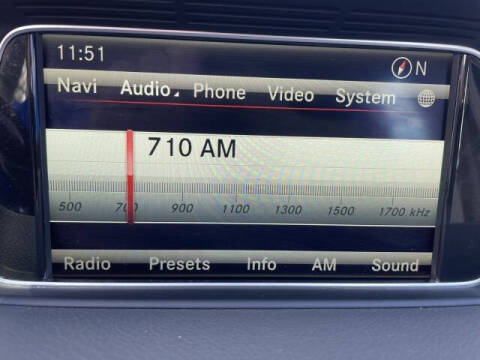 11:51
N
Navi Audio Phone Video System
710 AM
500 700 900 1100 1300 1500 1700 kHz
Radio Presets Info AM Sound